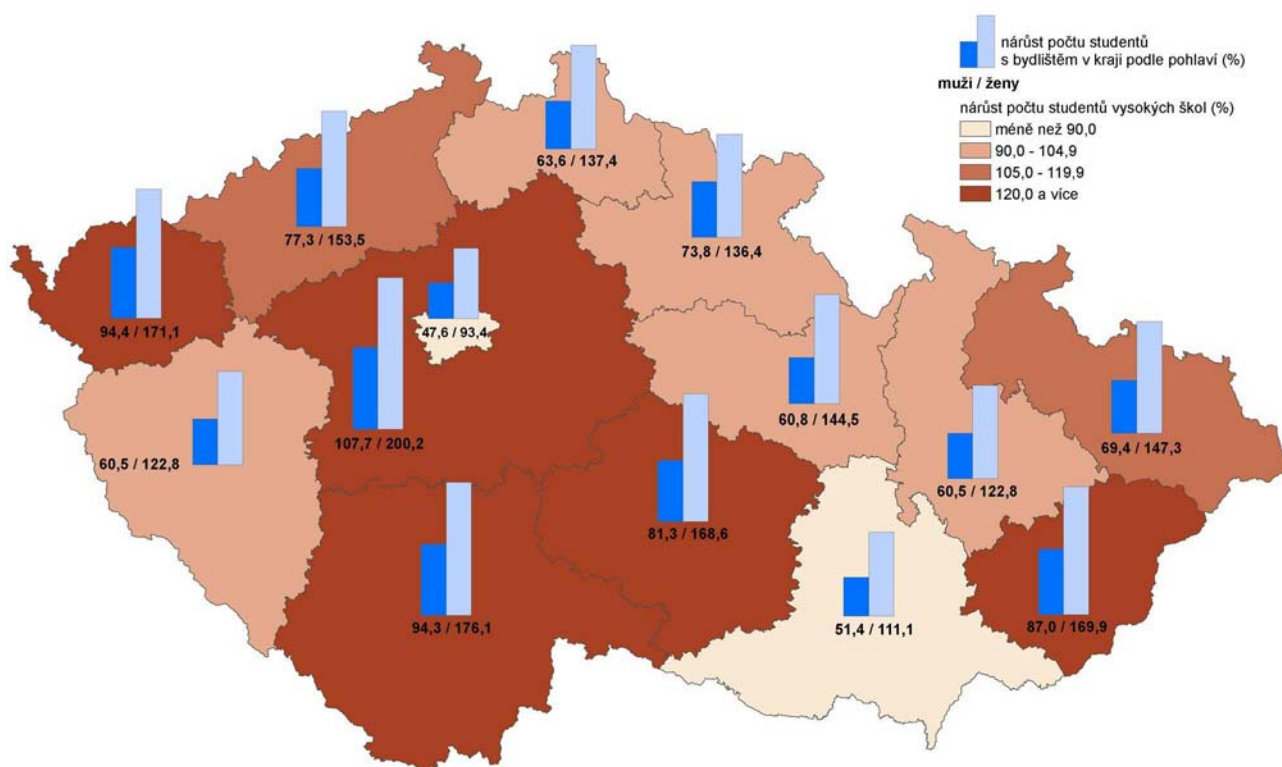 nárůst počtu studentů
s bydlištěm v kraji podle pohlaví (%)
muži / ženy
nárůst počtu studentů vysokých škol (%)
méně než 90,0
90,0 - 104,9
105,0 - 119,9
120,0 a více
63,6 / 137,4
77,3 / 153,5
73,8 / 136,4
94,4 / 171,1
47,6 / 93,4
60,8 / 144,5
107,7 / 200,2
69,4 / 147,3
60,5 / 122,8
60,5 / 122,8
81,3 / 168,6
94,3 / 176,1
51,4 / 111,1
87,0 / 169,9